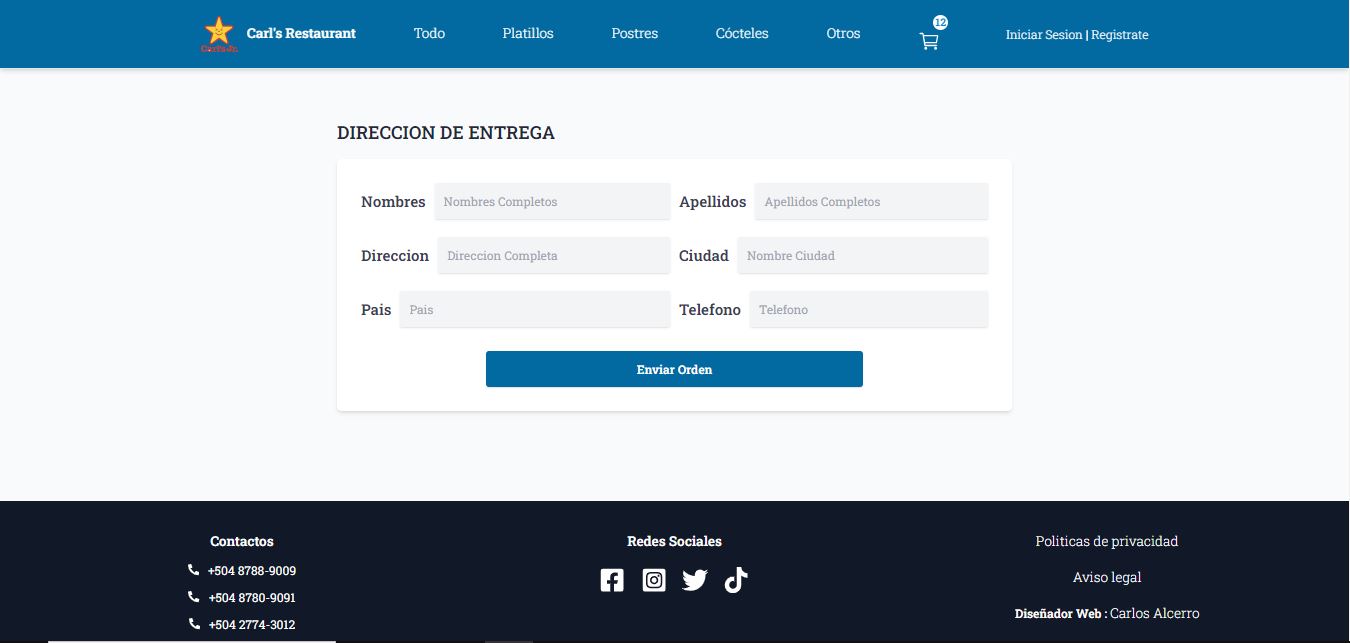 Carl's Jr. Carl's Restaurant Todo Platillos Postres Cócteles Otros 12 Iniciar Sesion | Registrate
DIRECCION DE ENTREGA
Nombres Nombres Completos Apellidos Apellidos Completos
Direccion Direccion Completa Ciudad Nombre Ciudad
Pais Pais Telefono Telefono
Enviar Orden
Contactos Redes Sociales Politicas de privacidad
+504 8788-9009
Aviso legal
+504 8780-9091
Diseñador Web : Carlos Alcerro
+504 2774-3012